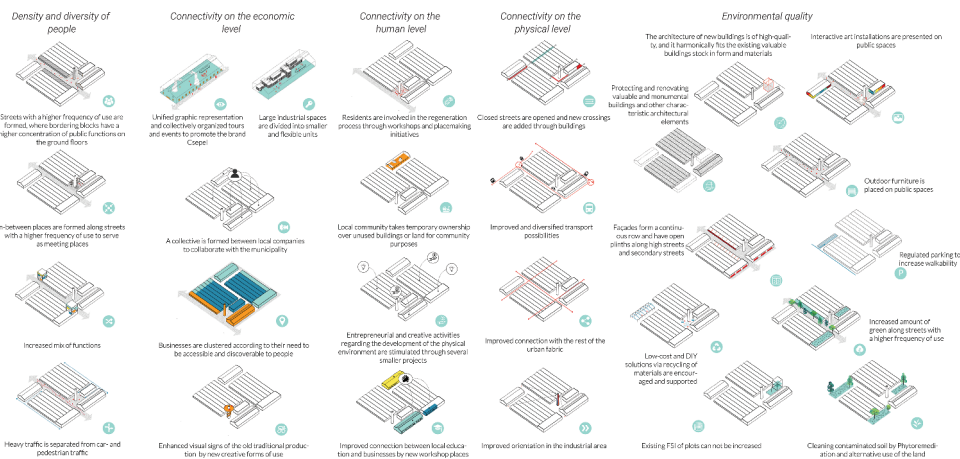 Density and diversity of
people
Streets with a higher frequency of use are
formed, where bordering blocks have a
higher concentration of public functions on
the ground floors
n-between places are formed along streets
with a higher frequency of use to serve
as meeting places
Increased mix of functions
Heavy traffic is separated from car- and
pedestrian traffic
Connectivity on the economic
level
Unified graphic representation
and collectively organized tours
and events to promote the brand
Csepel
Large industrial spaces
are divided into smaller
and flexible units
A collective is formed between local companies
to collaborate with the municipality
Businesses are clustered according to their need to
be accessible and discoverable to people
Enhanced visual signs of the old traditional produc-
tion by new creative forms of use
Connectivity on the
human level
Residents are involved in the regeneration
process through workshops and placemaking
initiatives
Local community takes temporary ownership
over unused buildings or land for community
purposes
Entrepreneurial and creative activities
regarding the development of the physical
environment are stimulated through several
smaller projects
Improved connection between local educa-
tion and businesses by new workshop places
Connectivity on the
physical level
Closed streets are opened and new crossings
are added through buildings
Improved and diversified transport
possibilities
Improved connection with the rest of the
urban fabric
Improved orientation in the industrial area
Environmental quality
The architecture of new buildings is of high-quali-
ty, and it harmonically fits the existing valuable
buildings stock in form and materials
Interactive art installations are presented on
public spaces
Protecting and renovating
valuable and monumental
buildings and other charac-
teristic architectural
elements
Outdoor furniture is
placed on public spaces
Façades form a continu-
ous row and have open
plinths along high streets
and secondary streets
Regulated parking to
increase walkability
P
Increased amount of
green along streets with
a higher frequency of use
Low-cost and DIY
solutions via recycling of
materials are encour-
aged and supported
Existing FSI of plots can not be increased
Cleaning contaminated soil by Phytoremedi-
ation and alternative use of the land